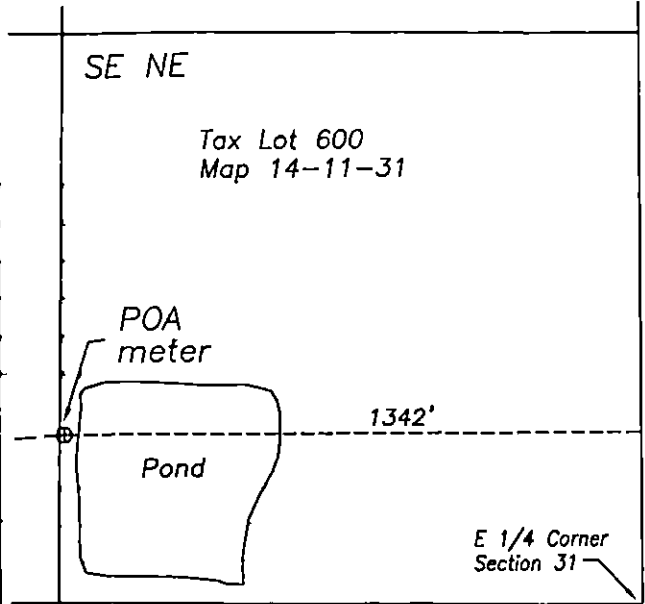 SE NE
Tax Lot 600
Map 14-11-31
POA
meter
1342'
Pond
E 1/4 Corner
Section 31